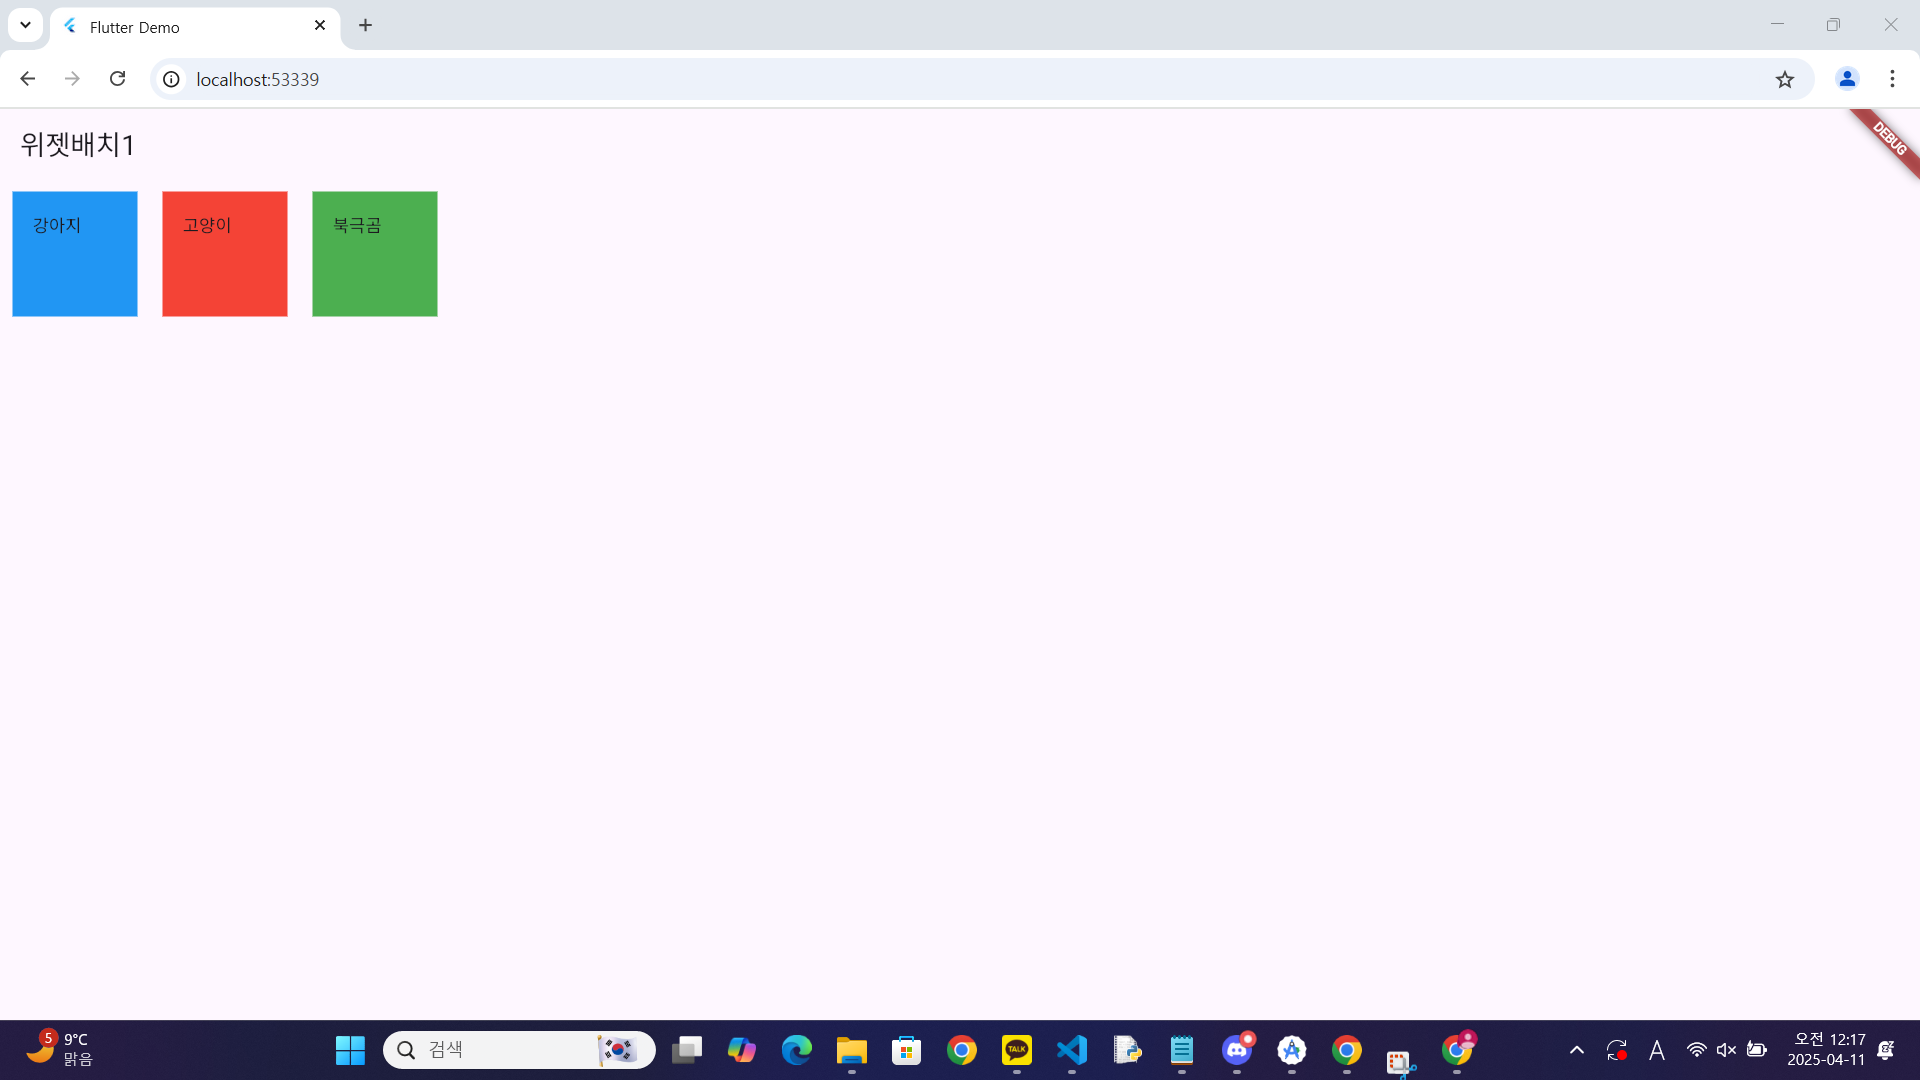 Flutter Demo
localhost:53339
DEBUG
위젯배치1
강아지
고양이
북극곰
5
9°C
맑음
검색
TALK
A
오전 12:17
2025-04-11